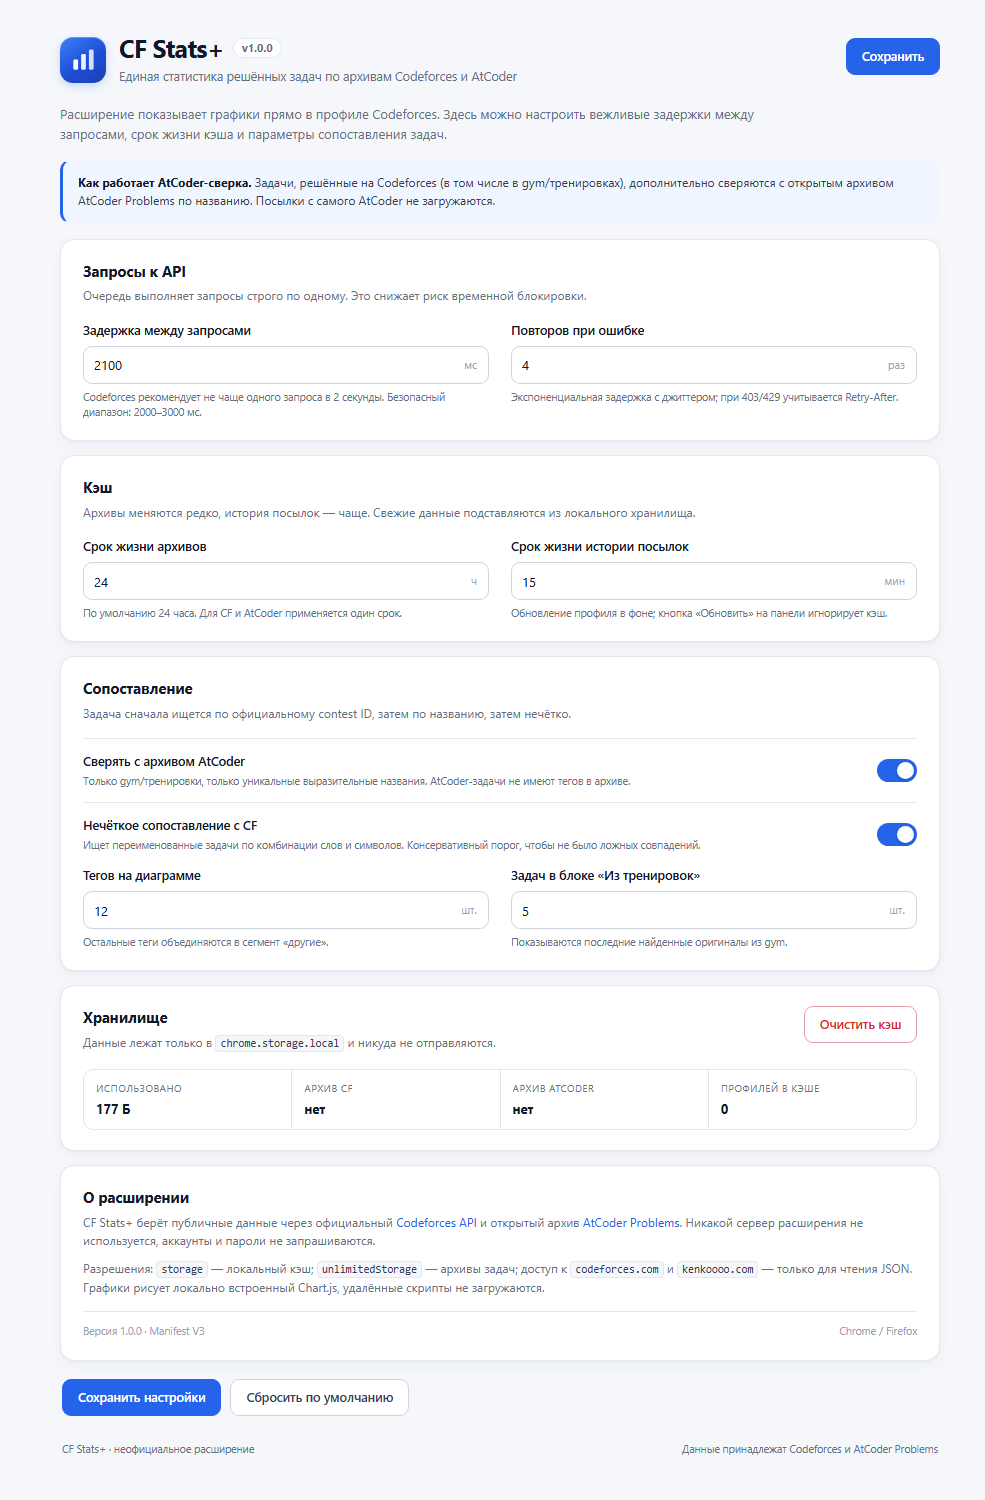 CF Stats+ v1.0.0
Единая статистика решённых задач по архивам Codeforces и AtCoder
Сохранить
Расширение показывает графики прямо в профиле Codeforces. Здесь можно настроить вежливые задержки между
запросами, срок жизни кэша и параметры сопоставления задач.
Как работает AtCoder-сверка. Задачи, решённые на Codeforces (в том числе в gym/тренировках), дополнительно сверяются с открытым архивом
AtCoder Problems по названию. Посылки с самого AtCoder не загружаются.
Запросы к API
Очередь выполняет запросы строго по одному. Это снижает риск временной блокировки.
Задержка между запросами
2100 мс
Codeforces рекомендует не чаще одного запроса в 2 секунды. Безопасный
диапазон: 2000–3000 мс.
Повторов при ошибке
4 раз
Экспоненциальная задержка с джиттером; при 403/429 учитывается Retry-After.
Кэш
Архивы меняются редко, история посылок — чаще. Свежие данные подставляются из локального хранилища.
Срок жизни архивов
24 ч
По умолчанию 24 часа. Для CF и AtCoder применяется один срок.
Срок жизни истории посылок
15 мин
Обновление профиля в фоне; кнопка «Обновить» на панели игнорирует кэш.
Сопоставление
Задача сначала ищется по официальному contest ID, затем по названию, затем нечётко.
Сверять с архивом AtCoder
Только gym/тренировки, только уникальные выразительные названия. AtCoder-задачи не имеют тегов в архиве.
Нечёткое сопоставление с CF
Ищет переименованные задачи по комбинации слов и символов. Консервативный порог, чтобы не было ложных совпадений.
Тегов на диаграмме
12 шт.
Остальные теги объединяются в сегмент «другие».
Задач в блоке «Из тренировок»
5 шт.
Показываются последние найденные оригиналы из gym.
Хранилище
Данные лежат только в chrome.storage.local и никуда не отправляются.
Очистить кэш
ИСПОЛЬЗОВАНО
177 Б
АРХИВ CF
нет
АРХИВ ATCODER
нет
ПРОФИЛЕЙ В КЭШЕ
0
О расширении
CF Stats+ берёт публичные данные через официальный Codeforces API и открытый архив AtCoder Problems. Никакой сервер расширения не
используется, аккаунты и пароли не запрашиваются.
Разрешения: storage — локальный кэш; unlimitedStorage — архивы задач; доступ к codeforces.com и kenkoooo.com — только для чтения JSON.
Графики рисует локально встроенный Chart.js, удалённые скрипты не загружаются.
Версия 1.0.0 · Manifest V3
Chrome / Firefox
Сохранить настройки
Сбросить по умолчанию
CF Stats+ · неофициальное расширение
Данные принадлежат Codeforces и AtCoder Problems